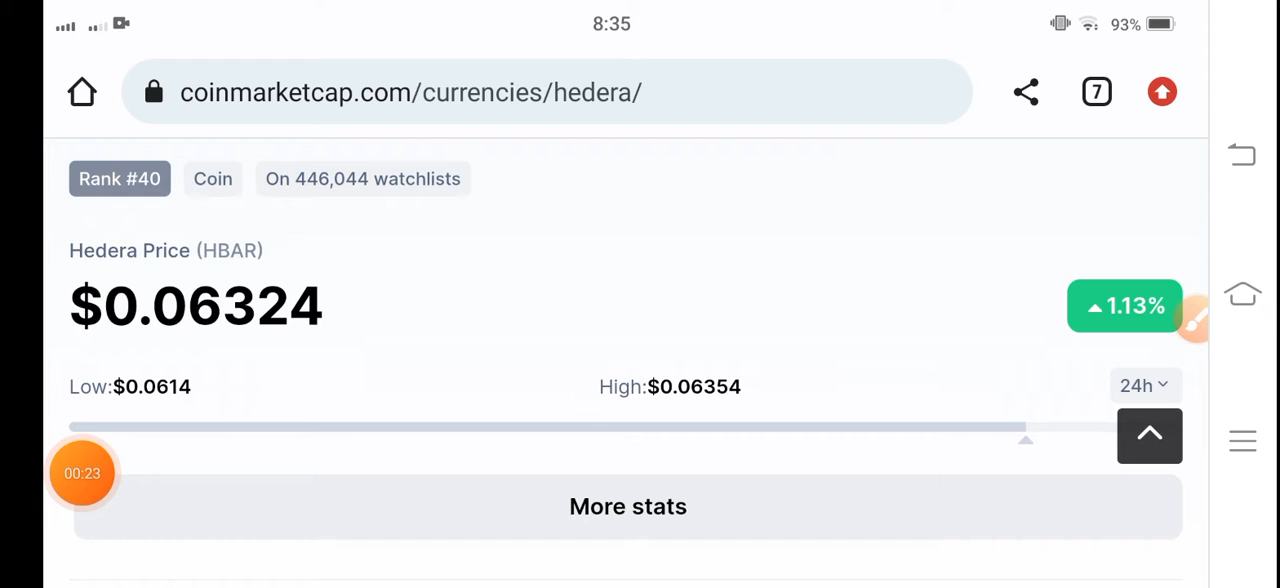 8:35
93%
coinmarketcap.com/currencies/hedera/
7
Rank #40 Coin On 446,044 watchlists
Hedera Price (HBAR)
$0.06324
1.13%
Low:$0.0614 High:$0.06354 24h
00:23
More stats